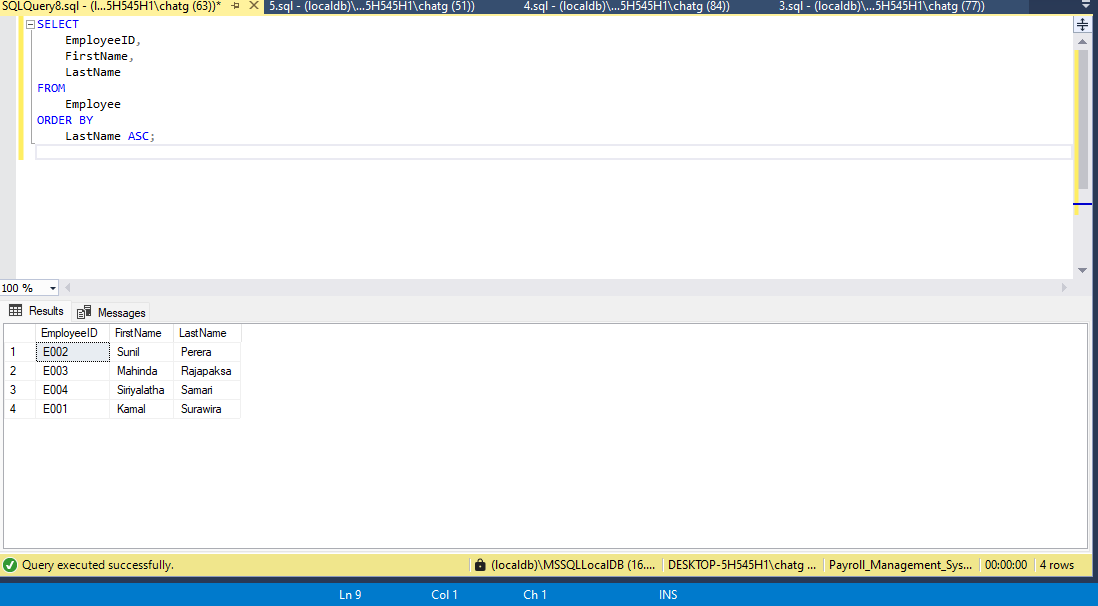 SQLQuery8.sql - (l...5H545H1\chatg (63))* 5.sql - (localdb)\...5H545H1\chatg (51)) 4.sql - (localdb)\...5H545H1\chatg (84)) 3.sql - (localdb)\...5H545H1\chatg (77))
SELECT
EmployeeID,
FirstName,
LastName
FROM
Employee
ORDER BY
LastName ASC;
100 %
Results Messages
EmployeeID FirstName LastName
1 E002 Sunil Perera
2 E003 Mahinda Rajapaksa
3 E004 Siriyalatha Samari
4 E001 Kamal Surawira
Query executed successfully. (localdb)\MSSQLLocalDB (16.... DESKTOP-5H545H1\chatg ... Payroll_Management_Sys... 00:00:00 4 rows
Ln 9 Col 1 Ch 1 INS